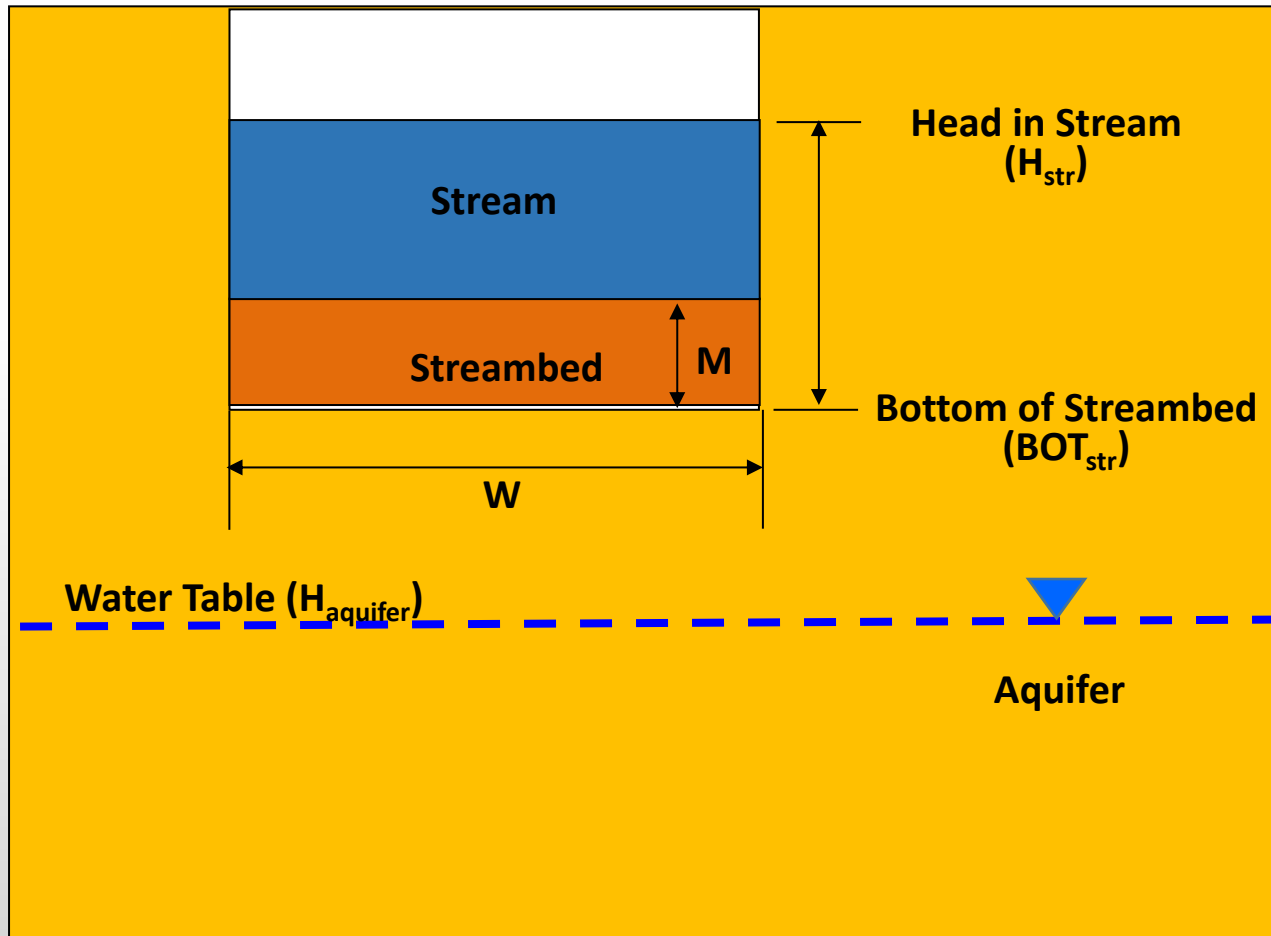 Head in Stream
(Hstr)
Stream
Streambed
M
Bottom of Streambed
(BOTstr)
W
Water Table (Haquifer)
Aquifer